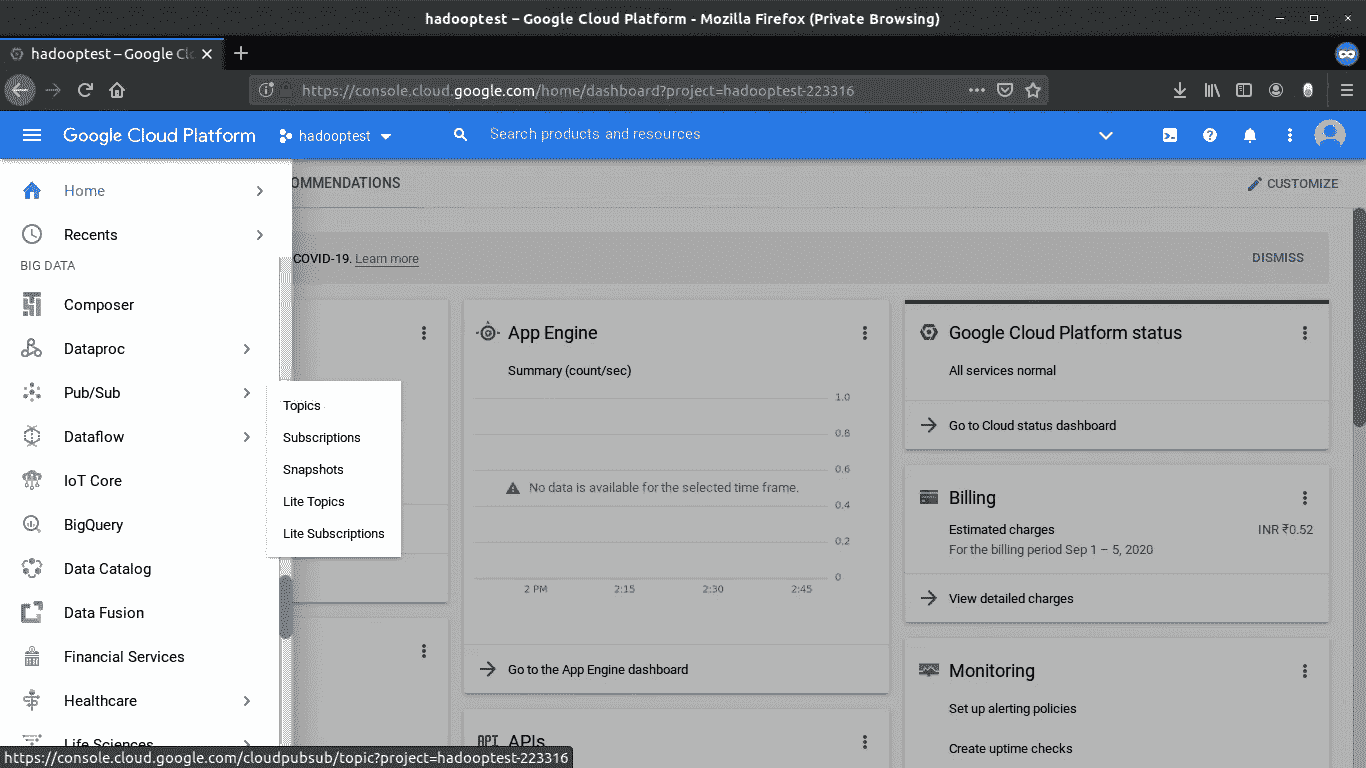 hadooptest – Google Cloud Platform - Mozilla Firefox (Private Browsing)
hadooptest – Google Clo
https://console.cloud.google.com/home/dashboard?project=hadooptest-223316
Google Cloud Platform
hadooptest
Search products and resources
Home
Recents
BIG DATA
Composer
Dataproc
Pub/Sub
Dataflow
IoT Core
BigQuery
Data Catalog
Data Fusion
Financial Services
Healthcare
Life Sciences
Topics
Subscriptions
Snapshots
Lite Topics
Lite Subscriptions
OMMENDATIONS
CUSTOMIZE
COVID-19. Learn more
DISMISS
App Engine
Summary (count/sec)
1.0
0.8
0.6
No data is available for the selected time frame.
0.4
0.2
0
2 PM 2:15 2:30 2:45
Go to the App Engine dashboard
API APIs
Google Cloud Platform status
All services normal
Go to Cloud status dashboard
Billing
Estimated charges INR ₹0.52
For the billing period Sep 1 – 5, 2020
View detailed charges
Monitoring
Set up alerting policies
Create uptime checks
https://console.cloud.google.com/cloudpubsub/topic?project=hadooptest-223316